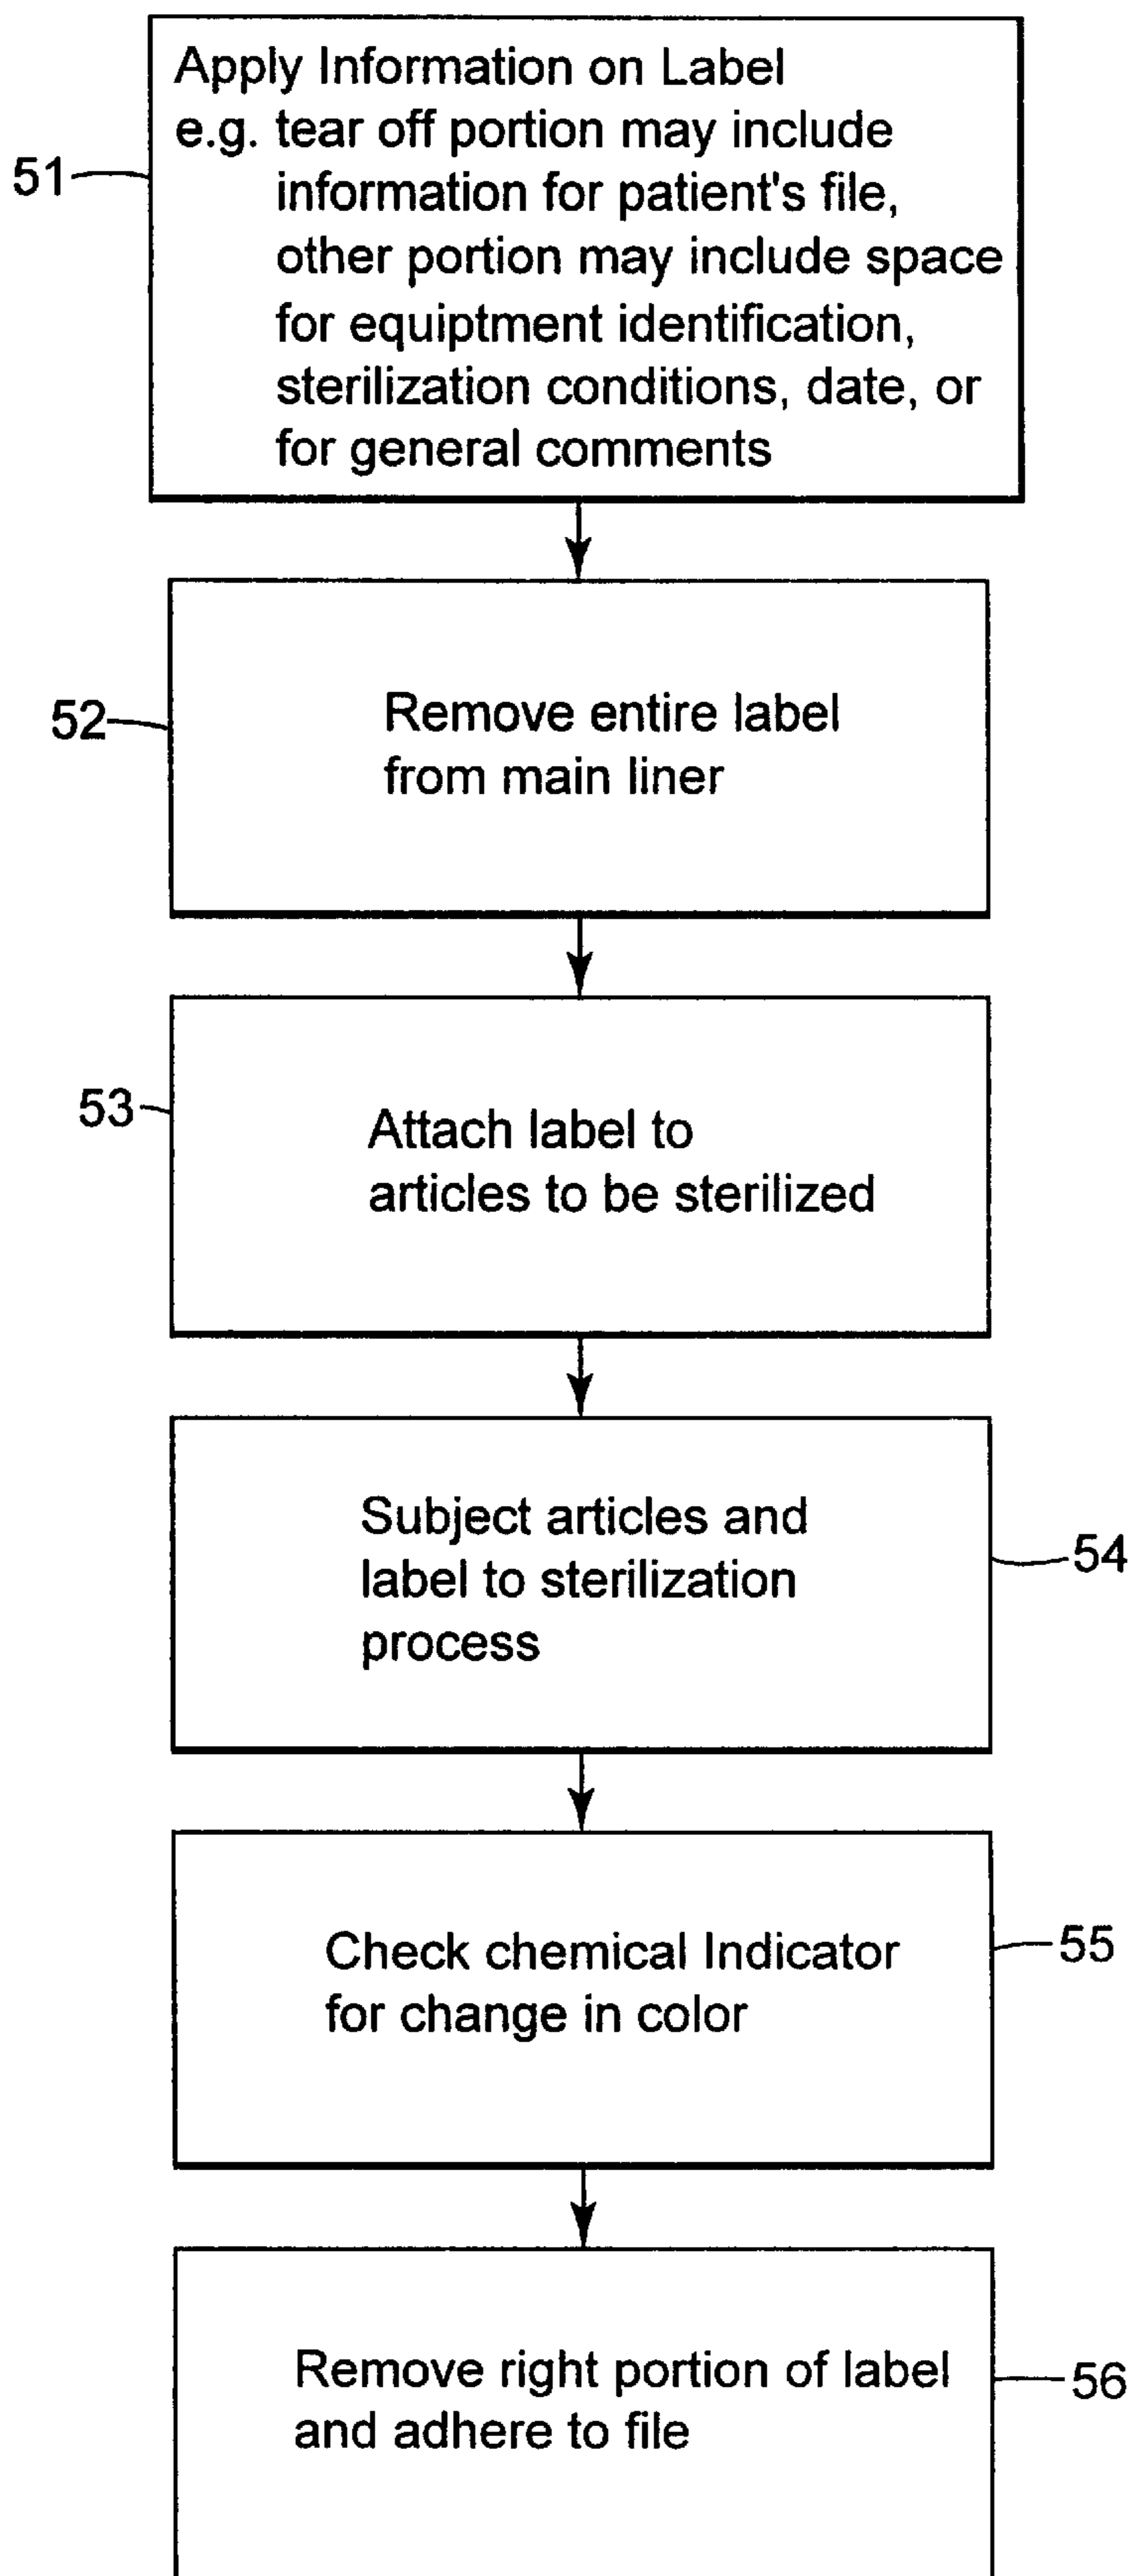 Apply Information on Label
e.g. tear off portion may include
51
information for patient's file,
other portion may include space
for equiptment identification,
sterilization conditions, date, or
for general comments
52
Remove entire label
from main liner
53
Attach label to
articles to be sterilized
Subject articles and
label to sterilization
process
54
Check chemical Indicator
for change in color
55
Remove right portion of label
and adhere to file
56